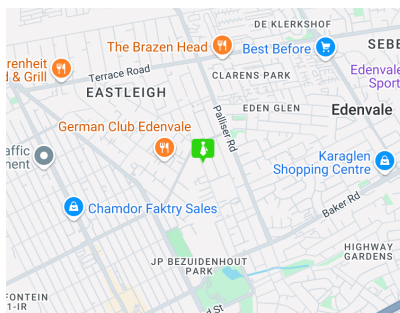 DE KLERKSHOF
The Brazen Head
Best Before
SEBE
renheit
d & Grill
Terrace Road
CLARENS PARK
Edenvale
Sport
EASTLEIGH
EDEN GLEN
Edenvale
Palliser Rd
German Club Edenvale
affic
ment
Karaglen
Shopping Centre
Chamdor Faktry Sales
Baker Rd
JP BEZUIDENHOUT
PARK
HIGHWAY
GARDENS
FONTEIN
1-IR
d St